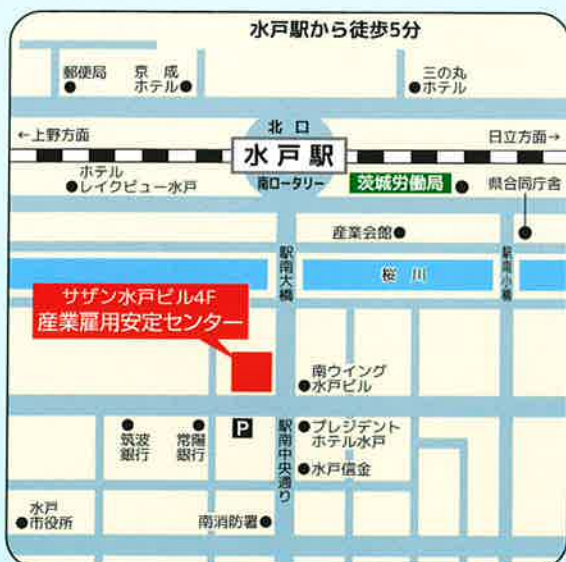 水戸駅から徒歩5分
郵便局
京成
ホテル
三の丸
ホテル
北口
←上野方面
日立方面→
水戸駅
ホテル
レイクビュー水戸
南ロータリー
茨城労働局
県合同庁舎
産業会館
駅南大橋
桜川
駅南小橋
サザン水戸ビル4F
産業雇用安定センター
南ウイング
水戸ビル
筑波
銀行
常陽
銀行
P
駅南中央通り
プレジデント
ホテル水戸
水戸信金
水戸
市役所
南消防署